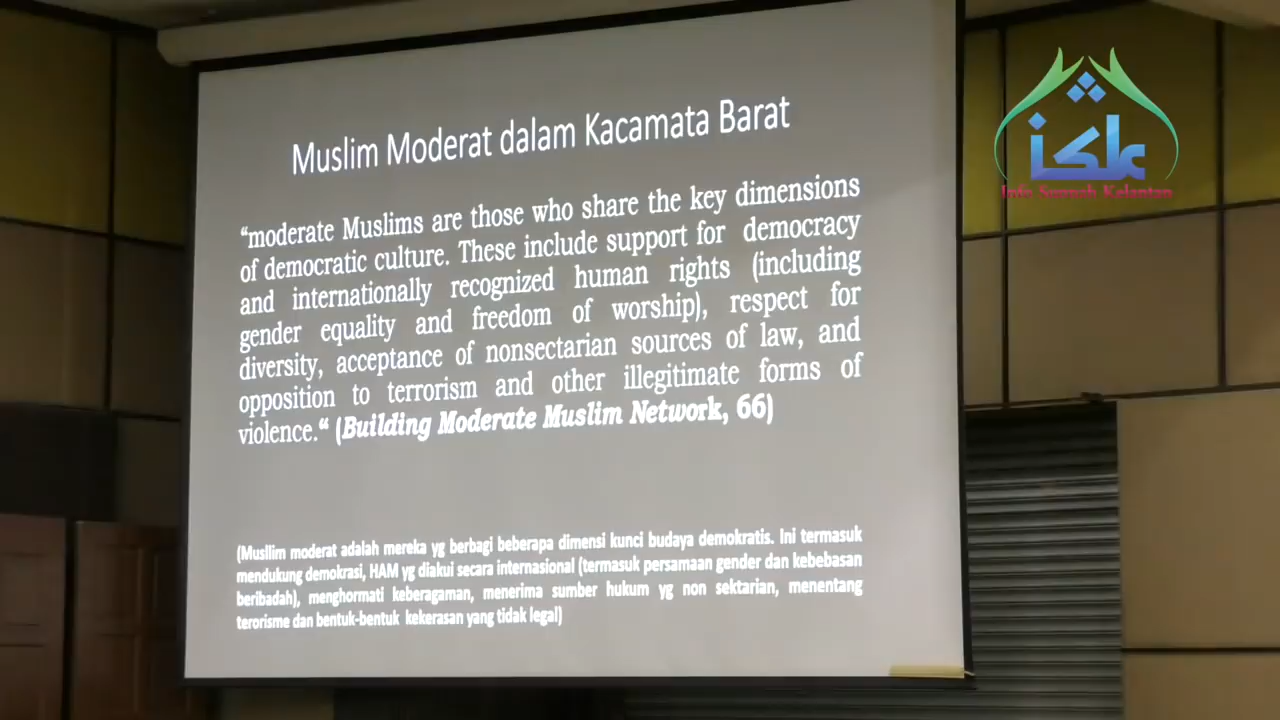 Muslim Moderat dalam Kacamata Barat
“moderate Muslims are those who share the key dimensions
of democratic culture. These include support for democracy
and internationally recognized human rights (including
gender equality and freedom of worship), respect for
diversity, acceptance of nonsectarian sources of law, and
opposition to terrorism and other illegitimate forms of
violence.“ (Building Moderate Muslim Network, 66)
(Musllim moderat adalah mereka yg berbagi beberapa dimensi kunci budaya demokratis. Ini termasuk
mendukung demokrasi, HAM yg diakui secara internasional (termasuk persamaan gender dan kebebasan
beribadah), menghormati keberagaman, menerima sumber hukum yg non sektarian, menentang
terorisme dan bentuk-bentuk kekerasan yang tidak legal)
Info Sunnah Kelantan